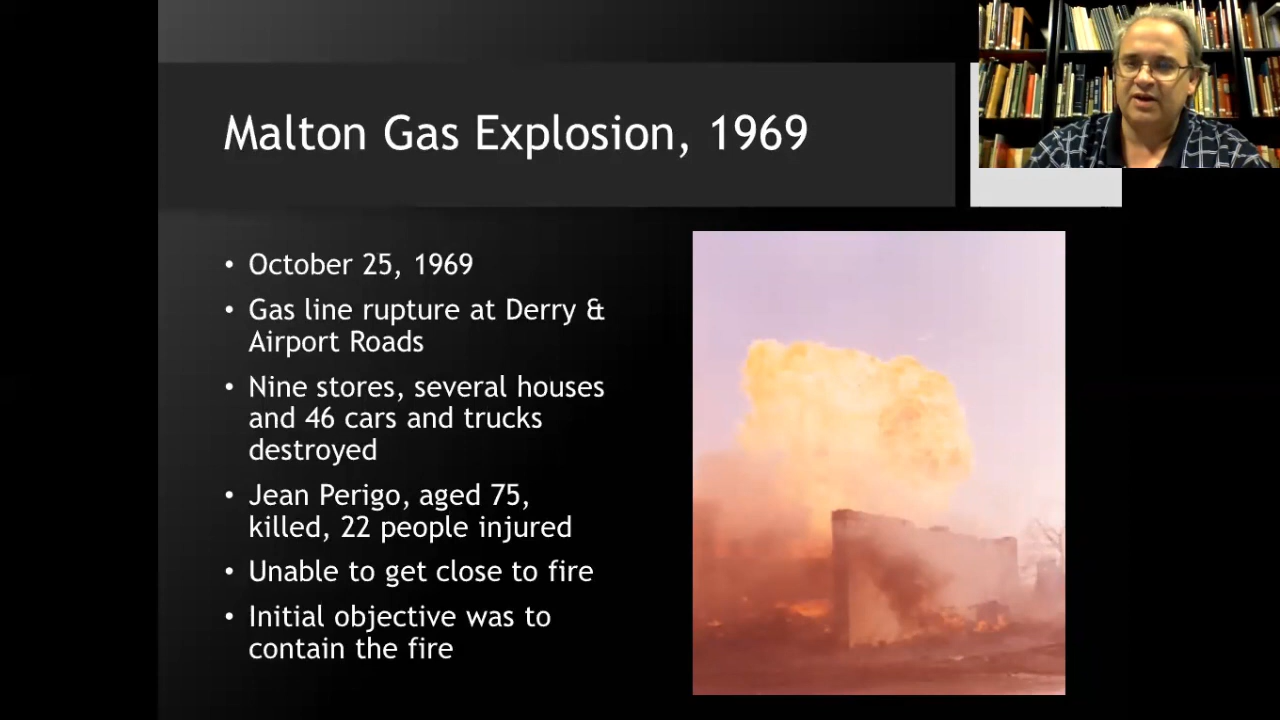 Malton Gas Explosion, 1969
• October 25, 1969
• Gas line rupture at Derry &
Airport Roads
• Nine stores, several houses
and 46 cars and trucks
destroyed
• Jean Perigo, aged 75,
killed, 22 people injured
• Unable to get close to fire
• Initial objective was to
contain the fire